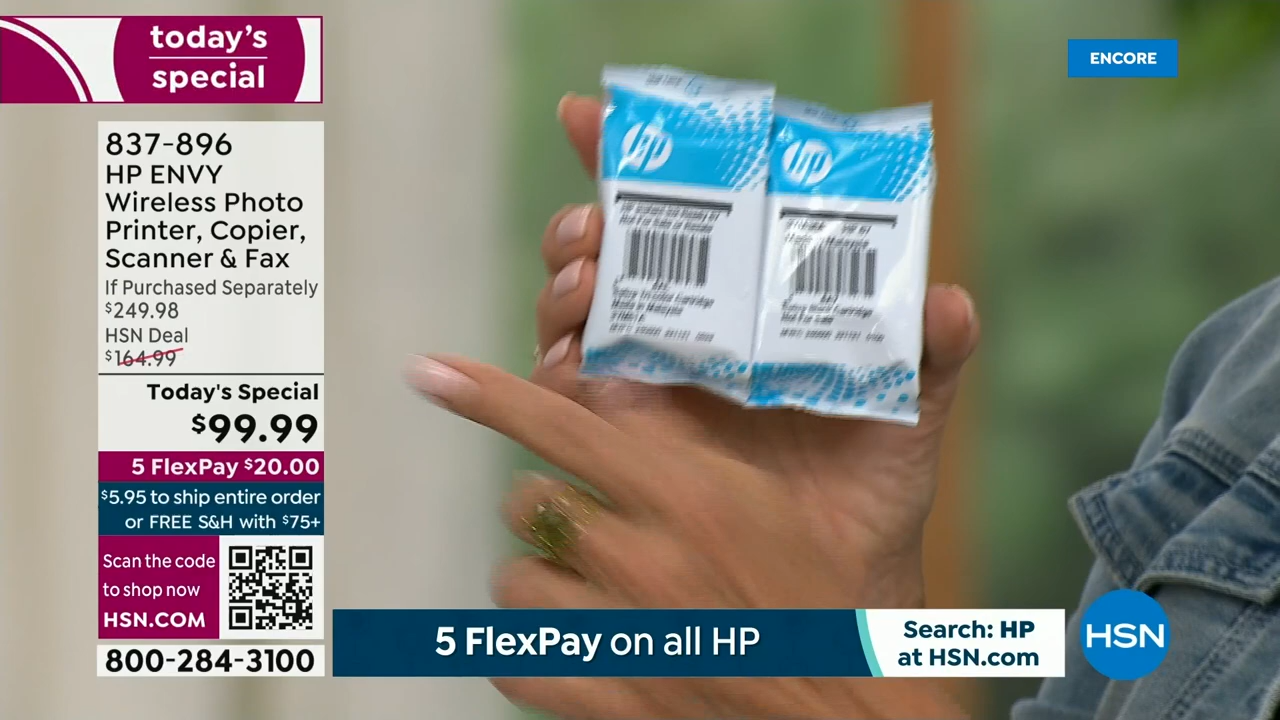 today's
special
ENCORE
837-896
HP ENVY
Wireless Photo
Printer, Copier,
Scanner & Fax
If Purchased Separately
$249.98
HSN Deal
$164.99
Today's Special
$99.99
5 FlexPay $20.00
$5.95 to ship entire order
or FREE S&H with $75+
Scan the code
to shop now
HSN.COM
800-284-3100
hp
hp
5 FlexPay on all HP
Search: HP
at HSN.com
HSN